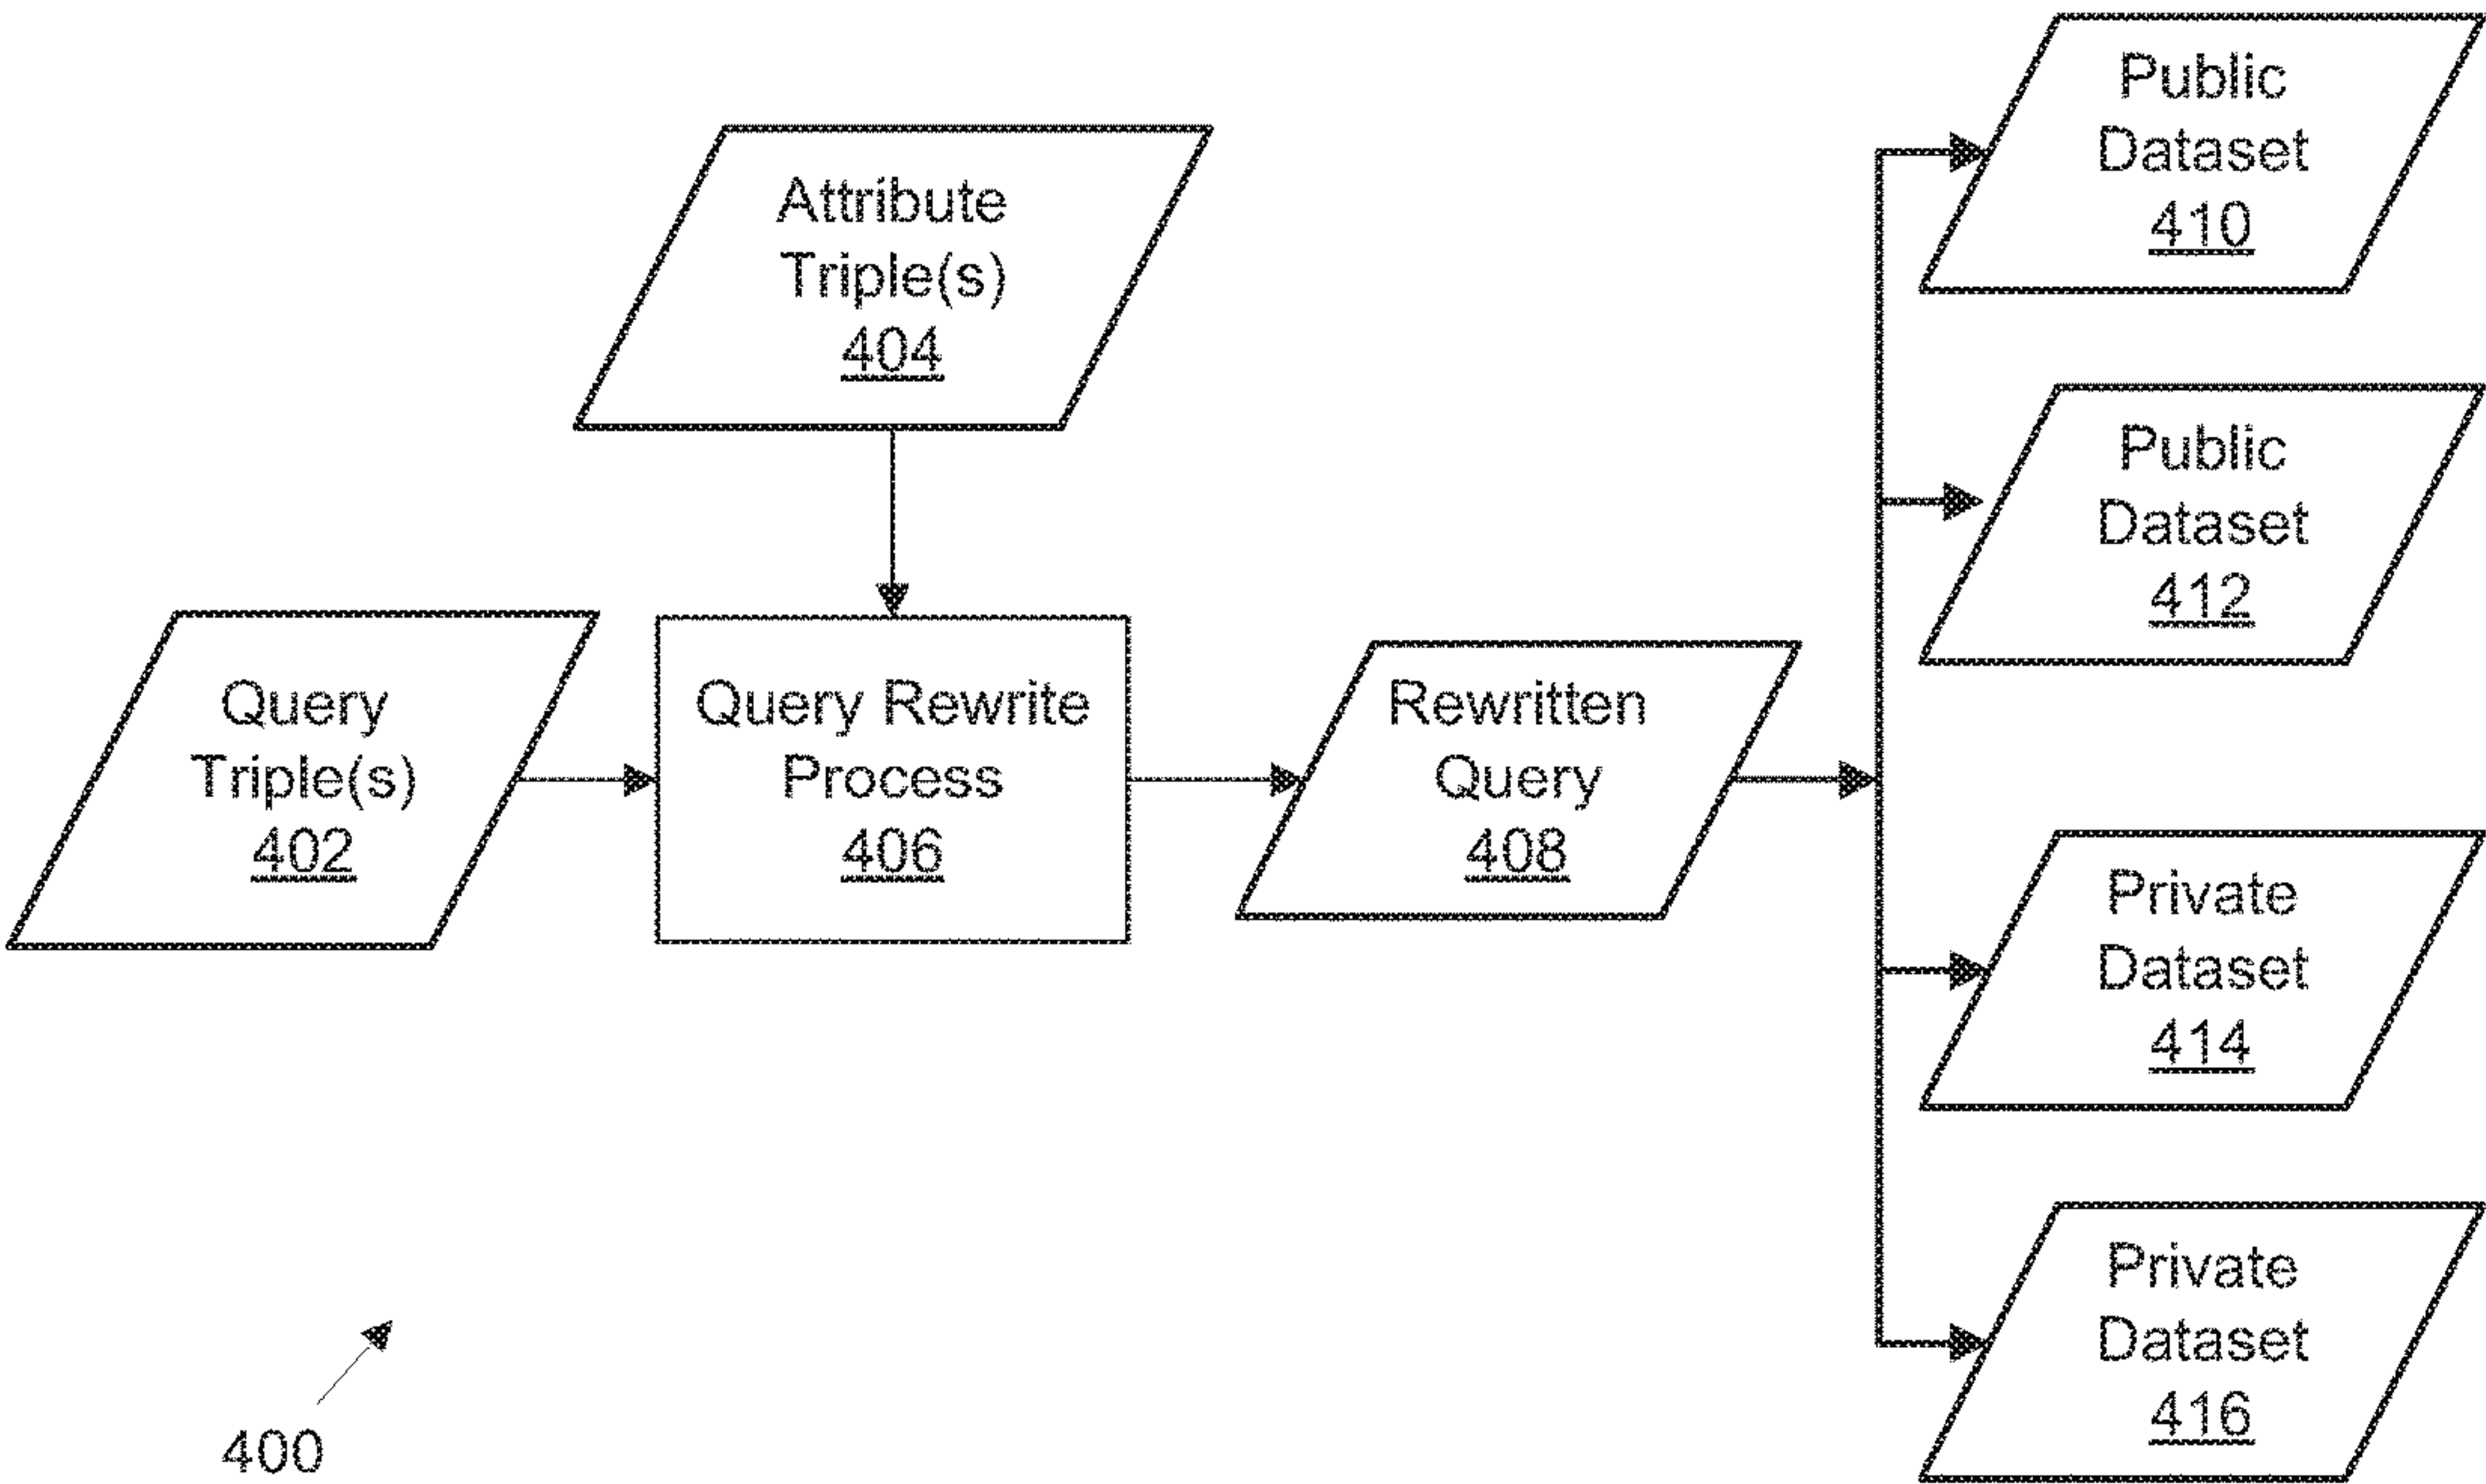 Public
Dataset
410
Attribute
Triple(s)
404
Public
Dataset
412
Query
Triple(s)
402
Query Rewrite
Process
406
Rewritten
Query
408
Private
Dataset
414
Private
Dataset
416
400